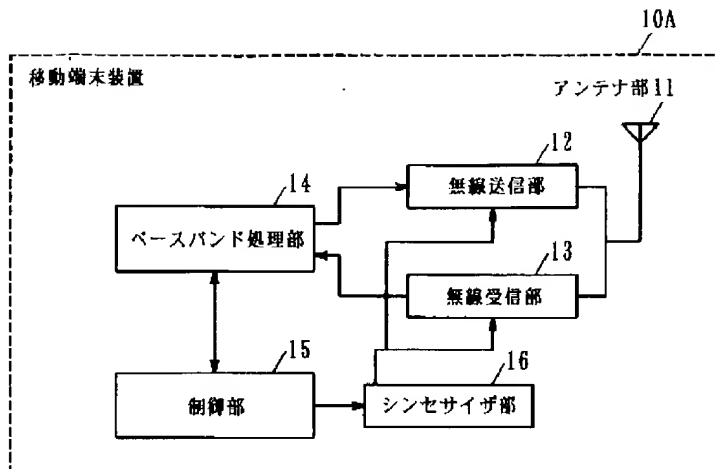 10A
移動端末装置
アンテナ部11
12
無線送信部
14
ベースバンド処理部
13
無線受信部
15
制御部
16
シンセサイザ部